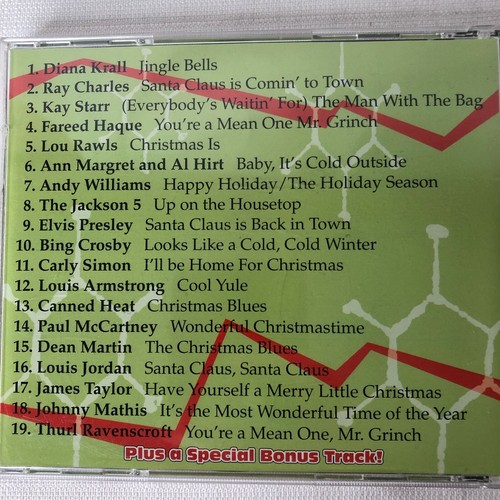 1. Diana Krall Jingle Bells
2. Ray Charles Santa Claus is Comin' to Town
3. Kay Starr (Everybody's Waitin' For) The Man With The Bag
4. Fareed Haque You're a Mean One Mr. Grinch
5. Lou Rawls Christmas Is
6. Ann Margret and Al Hirt Baby, It's Cold Outside
7. Andy Williams Happy Holiday/The Holiday Season
8. The Jackson 5 Up on the Housetop
9. Elvis Presley Santa Claus is Back in Town
10. Bing Crosby Looks Like a Cold, Cold Winter
11. Carly Simon I'll be Home For Christmas
12. Louis Armstrong Cool Yule
13. Canned Heat Christmas Blues
14. Paul McCartney Wonderful Christmastime
15. Dean Martin The Christmas Blues
16. Louis Jordan Santa Claus, Santa Claus
17. James Taylor Have Yourself a Merry Little Christmas
18. Johnny Mathis It's the Most Wonderful Time of the Year
19. Thurl Ravenscroft You're a Mean One, Mr. Grinch
Plus a Special Bonus Track!